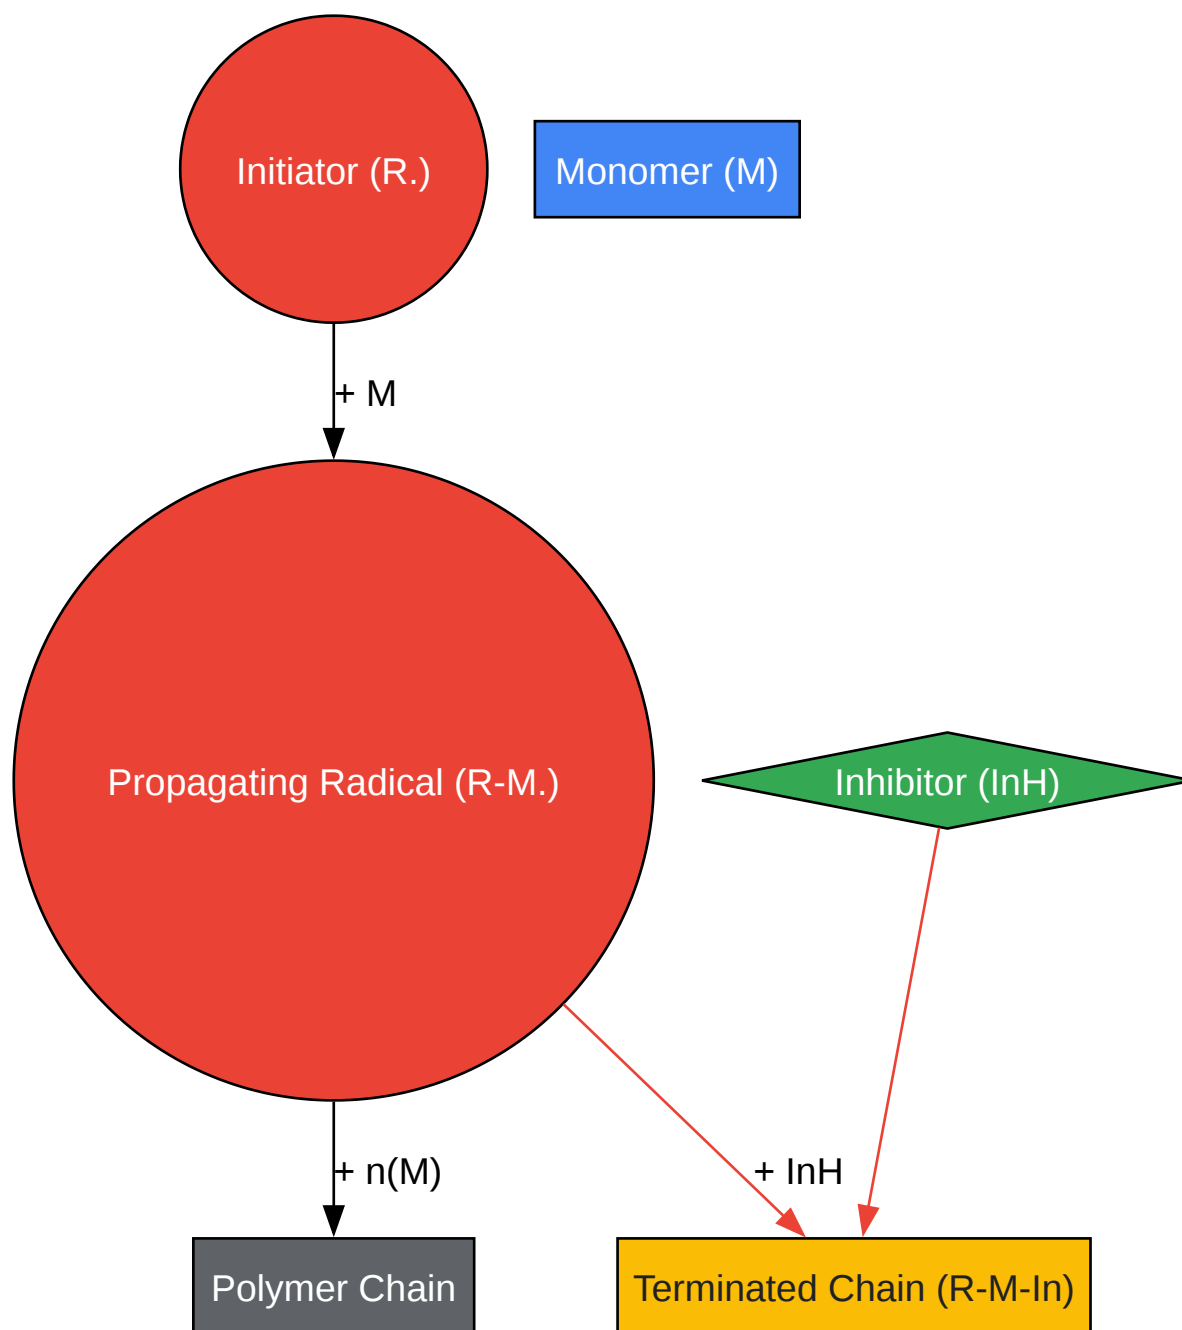 Initiator (R.)
Monomer (M)
+ M
Propagating Radical (R-M.)
Inhibitor (InH)
+ n(M)
+ InH
Polymer Chain
Terminated Chain (R-M-In)